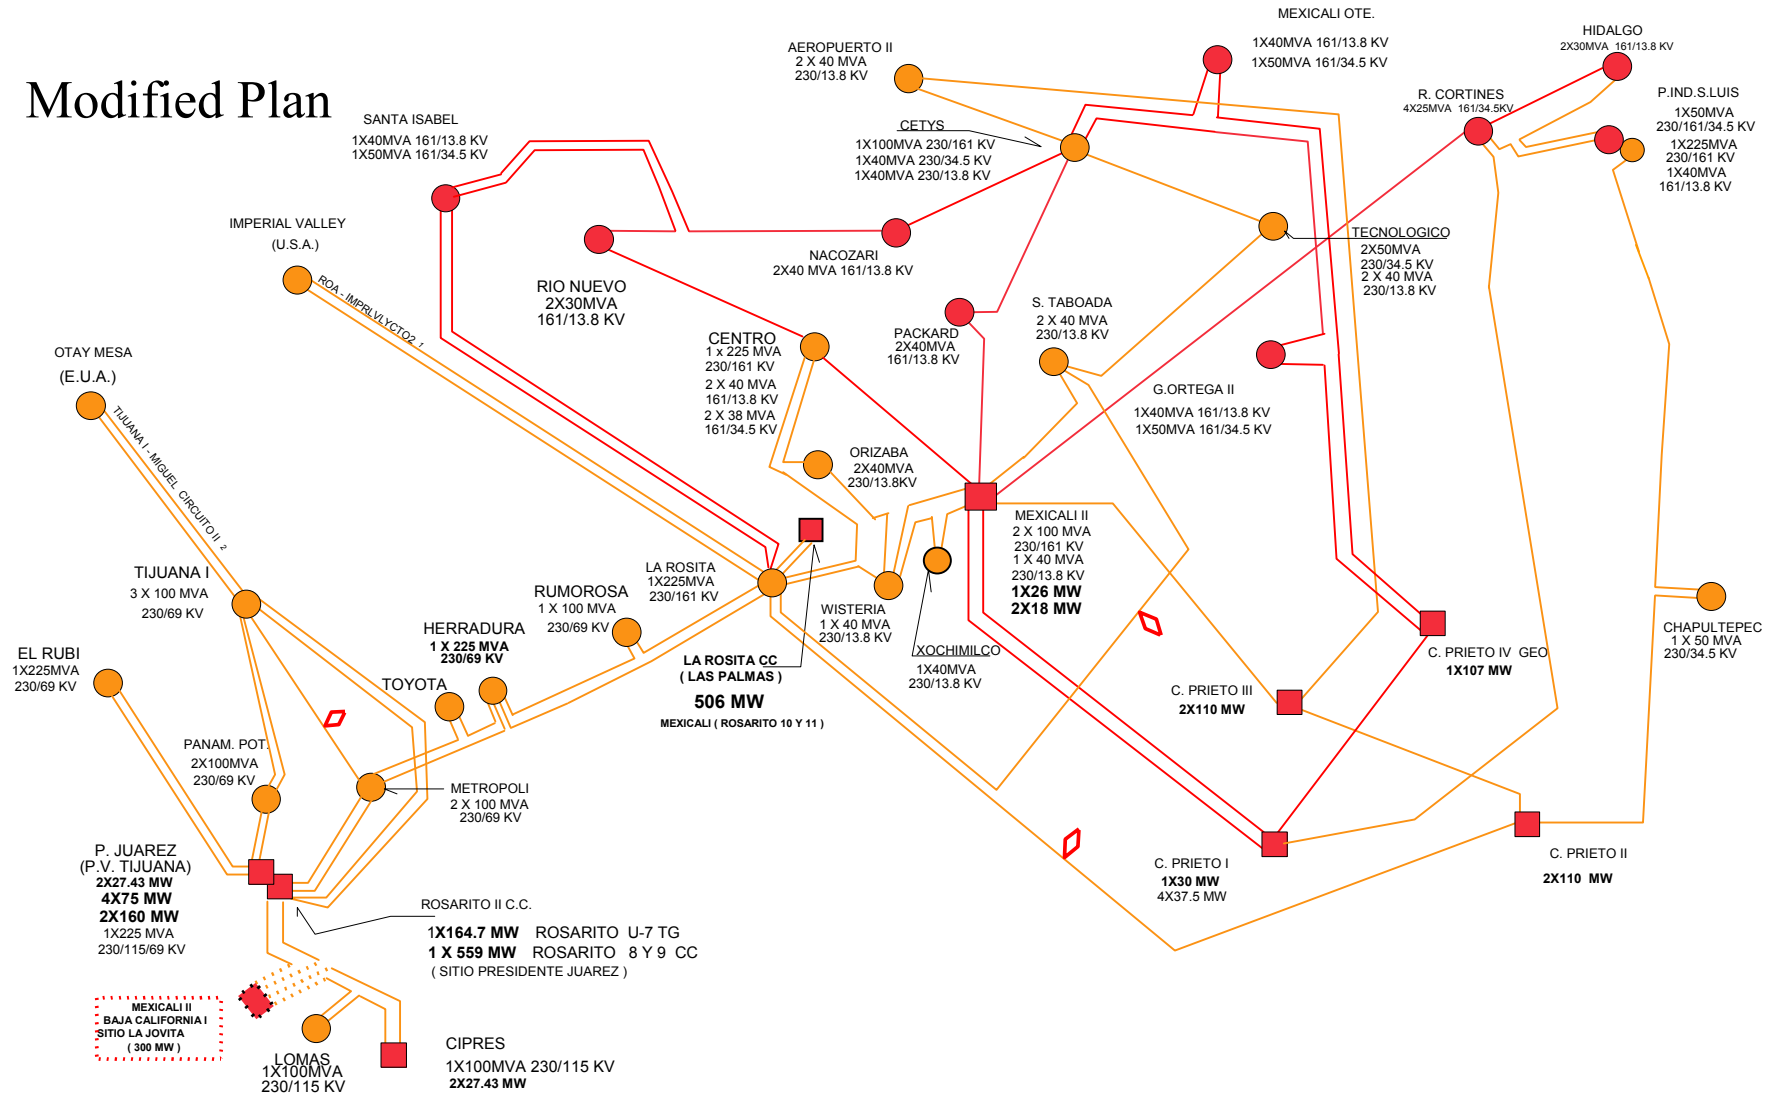 Modified Plan
MEXICALI OTE.
1X40MVA 161/13.8 KV
1X50MVA 161/34.5 KV
HIDALGO
2X30MVA 161/13.8 KV
AEROPUERTO II
2 X 40 MVA
230/13.8 KV
R. CORTINES
4X25MVA 161/34.5KV
P.IND.S.LUIS
1X50MVA
230/161/34.5 KV
1X225MVA
230/161 KV
1X40MVA
161/13.8 KV
SANTA ISABEL
1X40MVA 161/13.8 KV
1X50MVA 161/34.5 KV
CETYS
1X100MVA 230/161 KV
1X40MVA 230/34.5 KV
1X40MVA 230/13.8 KV
IMPERIAL VALLEY
(U.S.A.)
ROA - IMPRLVLYCTO2 1
NACOZARI
2X40 MVA 161/13.8 KV
TECNOLOGICO
2X50MVA
230/34.5 KV
2 X 40 MVA
230/13.8 KV
RIO NUEVO
2X30MVA
161/13.8 KV
S. TABOADA
2 X 40 MVA
230/13.8 KV
CENTRO
1 x 225 MVA
230/161 KV
2 X 40 MVA
161/13.8 KV
2 X 38 MVA
161/34.5 KV
PACKARD
2X40MVA
161/13.8 KV
OTAY MESA
(E.U.A.)
TIJUANA I - MIGUEL CIRCUITO II 2
G.ORTEGA II
1X40MVA 161/13.8 KV
1X50MVA 161/34.5 KV
ORIZABA
2X40MVA
230/13.8KV
MEXICALI II
2 X 100 MVA
230/161 KV
1 X 40 MVA
230/13.8 KV
1X26 MW
2X18 MW
TIJUANA I
3 X 100 MVA
230/69 KV
LA ROSITA
1X225MVA
230/161 KV
RUMOROSA
1 X 100 MVA
230/69 KV
WISTERIA
1 X 40 MVA
230/13.8 KV
XOCHIMILCO
1X40MVA
230/13.8 KV
CHAPULTEPEC
1 X 50 MVA
230/34.5 KV
C. PRIETO IV GEO
1X107 MW
HERRADURA
1 X 225 MVA
230/69 KV
EL RUBI
1X225MVA
230/69 KV
TOYOTA
LA ROSITA CC
( LAS PALMAS )
506 MW
MEXICALI ( ROSARITO 10 Y 11 )
C. PRIETO III
2X110 MW
PANAM. POT.
2X100MVA
230/69 KV
METROPOLI
2 X 100 MVA
230/69 KV
P. JUAREZ
(P.V. TIJUANA)
2X27.43 MW
4X75 MW
2X160 MW
1X225 MVA
230/115/69 KV
C. PRIETO I
1X30 MW
4X37.5 MW
C. PRIETO II
2X110 MW
ROSARITO II C.C.
1X164.7 MW ROSARITO U-7 TG
1 X 559 MW ROSARITO 8 Y 9 CC
( SITIO PRESIDENTE JUAREZ )
MEXICALI II
BAJA CALIFORNIA I
SITIO LA JOVITA
( 300 MW )
LOMAS
1X100MVA
230/115 KV
CIPRES
1X100MVA 230/115 KV
2X27.43 MW